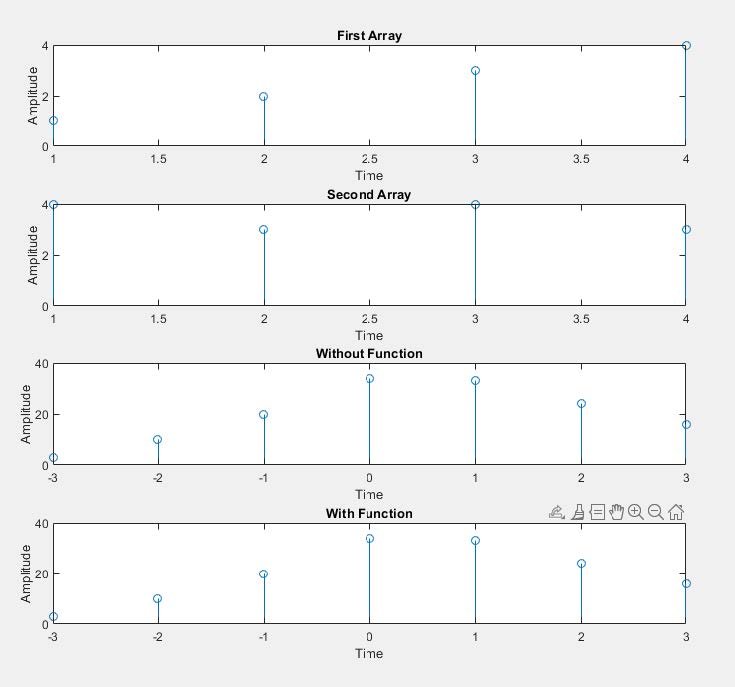 First Array
4
2
0
Amplitude
1 1.5 2 2.5 3 3.5 4
Time
Second Array
4
2
0
Amplitude
1 1.5 2 2.5 3 3.5 4
Time
Without Function
40
20
0
Amplitude
-3 -2 -1 0 1 2 3
Time
With Function
40
20
0
Amplitude
-3 -2 -1 0 1 2 3
Time